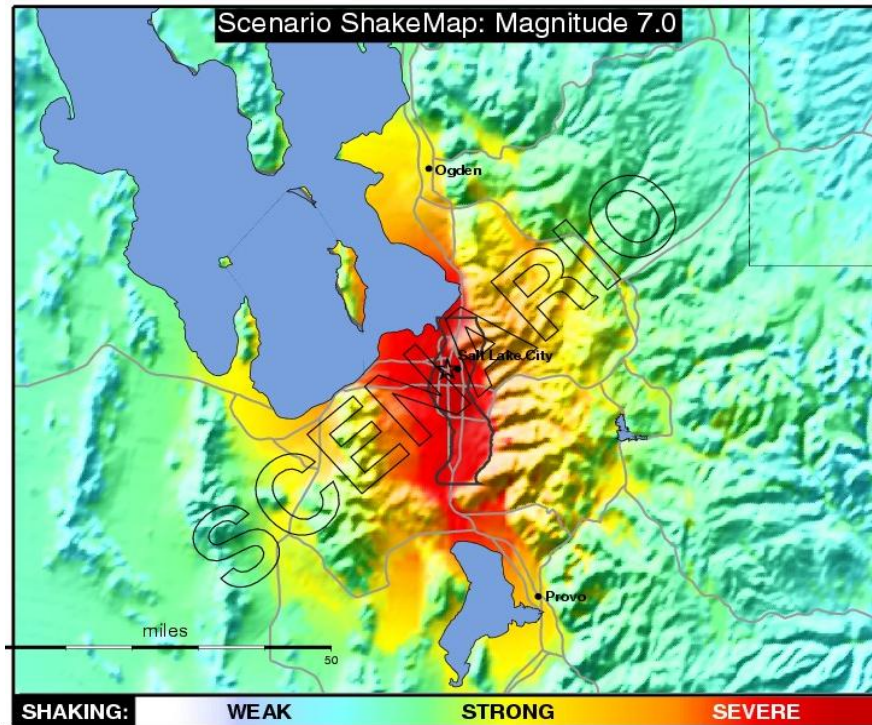 Scenario ShakeMap: Magnitude 7.0
Ogden
Salt Lake City
SCENARIO
Provo
miles
50
SHAKING: WEAK STRONG SEVERE